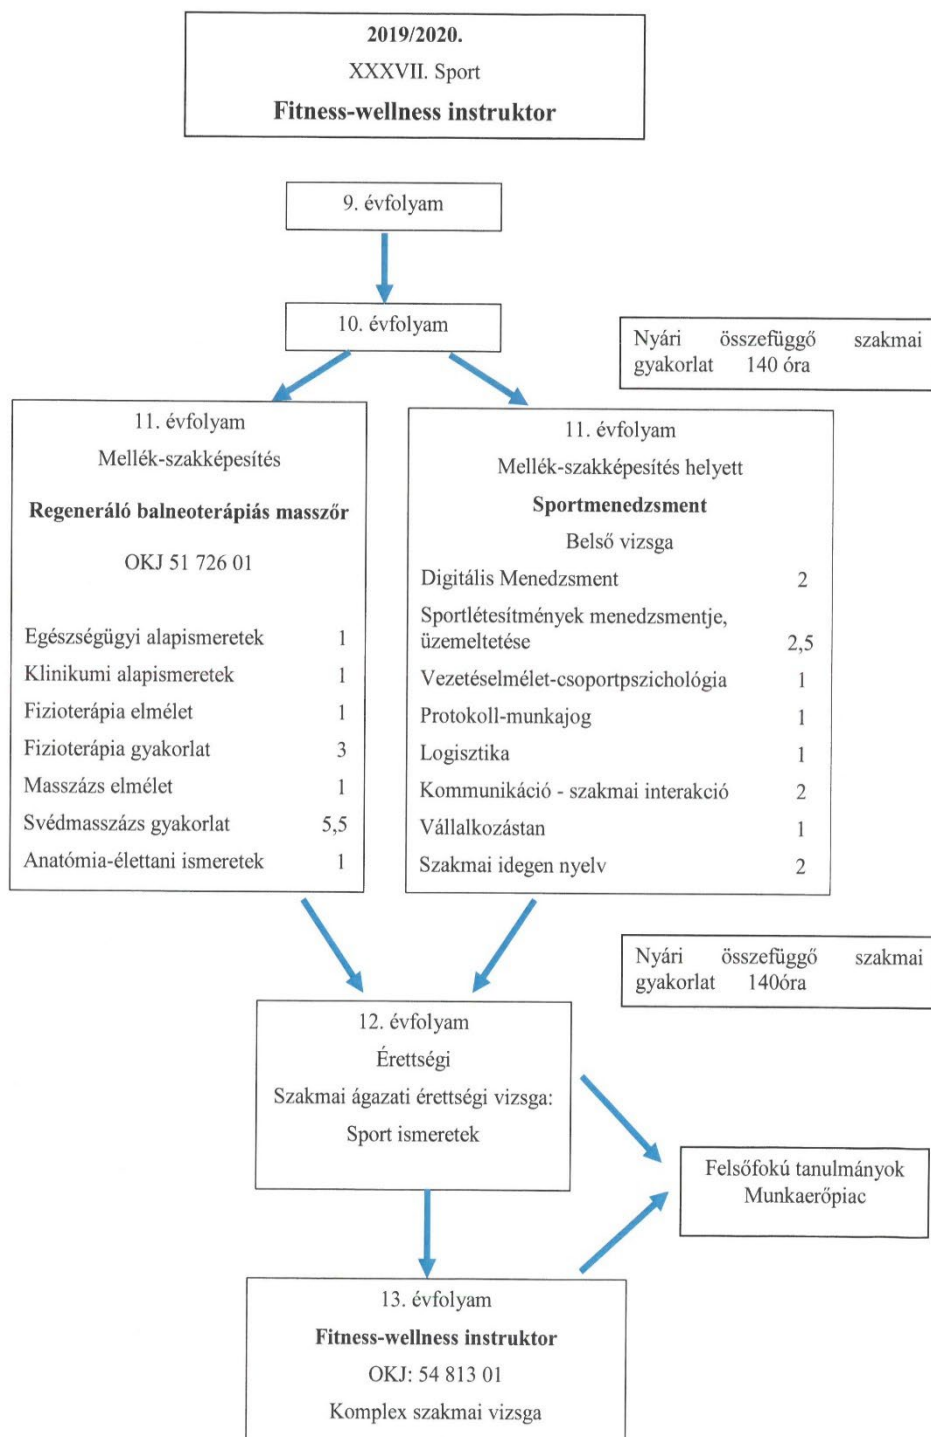 2019/2020.
XXXVII. Sport
Fitness-wellness instruktor
9. évfolyam
10. évfolyam
Nyári összefüggő szakmai
gyakorlat 140 óra
11. évfolyam
Mellék-szakképesítés
Regeneráló balneoterápiás masszőr
OKJ 51 726 01
Egészségügyi alapismeretek 1
Klinikumi alapismeretek 1
Fizioterápia elmélet 1
Fizioterápia gyakorlat 3
Masszázs elmélet 1
Svédmasszázs gyakorlat 5,5
Anatómia-élettani ismeretek 1
11. évfolyam
Mellék-szakképesítés helyett
Sportmenedzsment
Belső vizsga
Digitális Menedzsment 2
Sportlétesítmények menedzsmentje,
üzemeltetése 2,5
Vezetéselmélet-csoportpszichológia 1
Protokoll-munkajog 1
Logisztika 1
Kommunikáció - szakmai interakció 2
Vállalkozástan 1
Szakmai idegen nyelv 2
Nyári összefüggő szakmai
gyakorlat 140óra
12. évfolyam
Érettségi
Szakmai ágazati érettségi vizsga:
Sport ismeretek
Felsőfokú tanulmányok
Munkaerőpiac
13. évfolyam
Fitness-wellness instruktor
OKJ: 54 813 01
Komplex szakmai vizsga